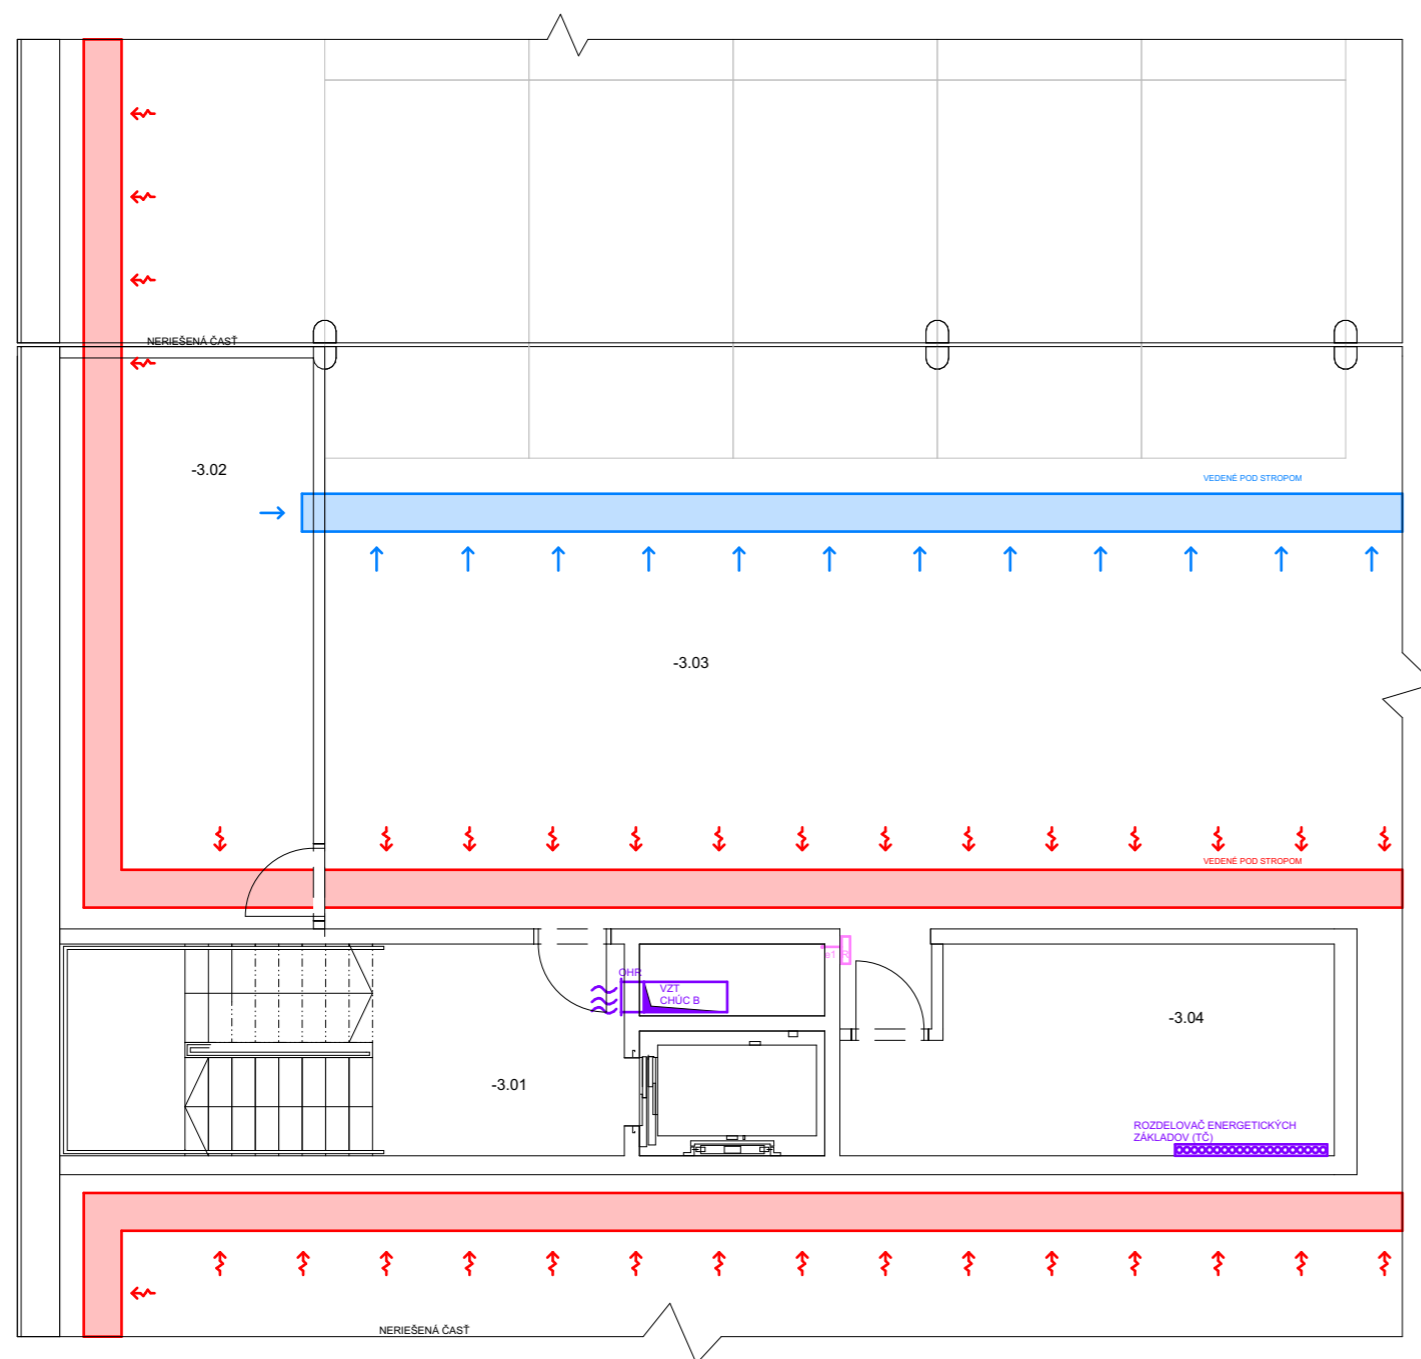 NERIEŠENÁ ČASŤ
-3.02
VEDENÉ POD STROPOM
-3.03
VEDENÉ POD STROPOM
OHR
VZT
CHÚC B
e1
R
-3.04
-3.01
ROZDELOVAČ ENERGETICKÝCH
ZÁKLADOV (TČ)
NERIEŠENÁ ČASŤ